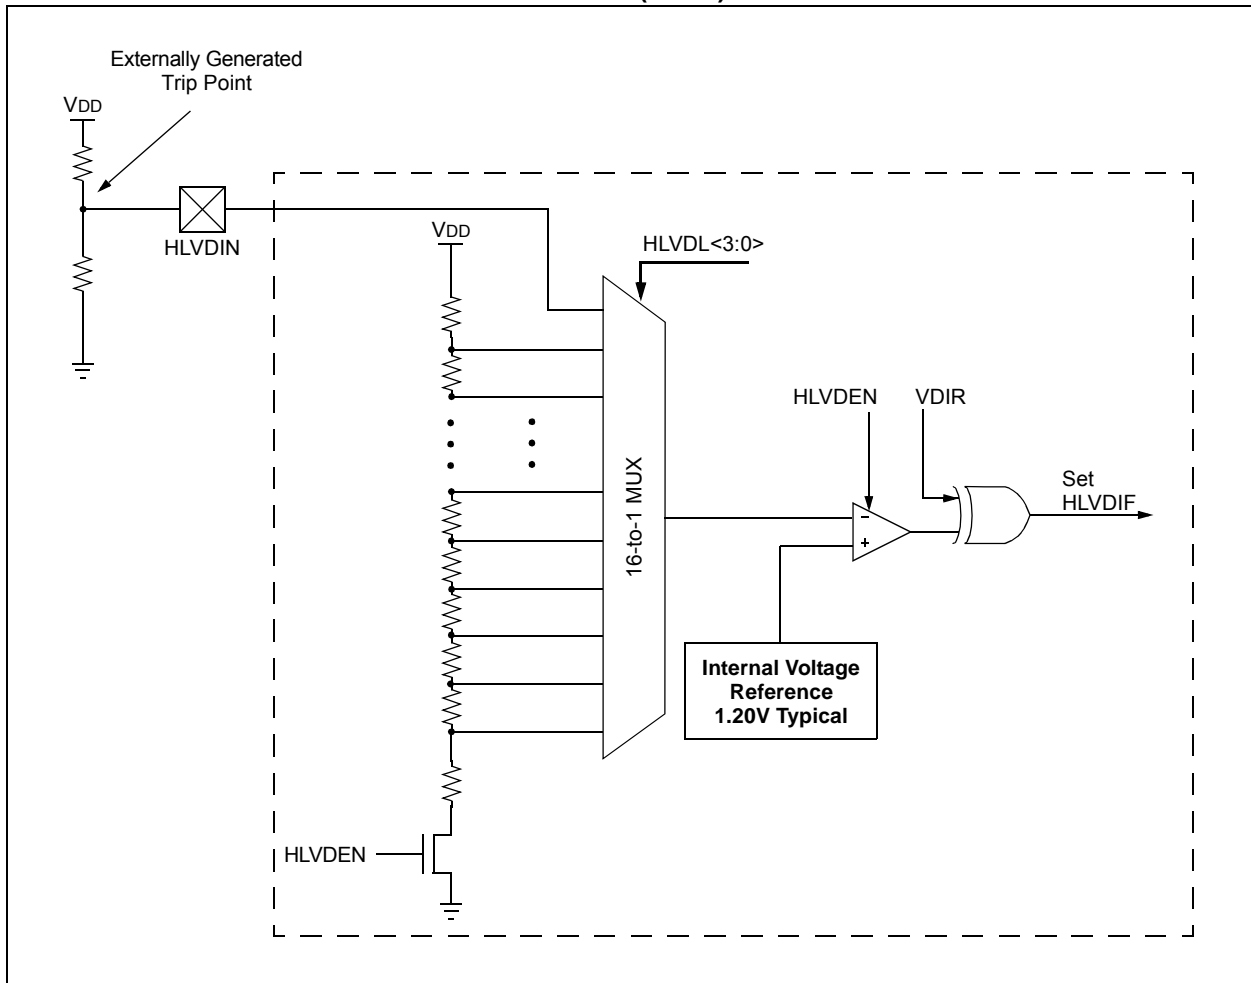 Externally Generated
Trip Point
VDD
HLVDIN
VDD
HLVDL<3:0>
16-to-1 MUX
HLVDEN
VDIR
Set
HLVDIF
-
+
Internal Voltage
Reference
1.20V Typical
HLVDEN